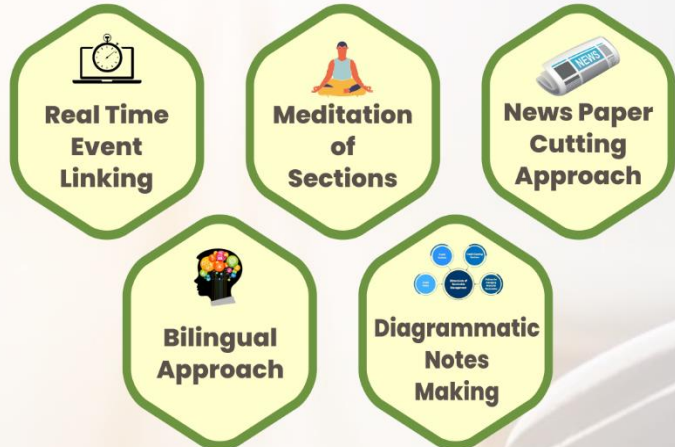 Real Time
Event
Linking
Meditation
of
Sections
NEWS
News Paper
Cutting
Approach
Bilingual
Approach
Diagrammatic
Notes
Making